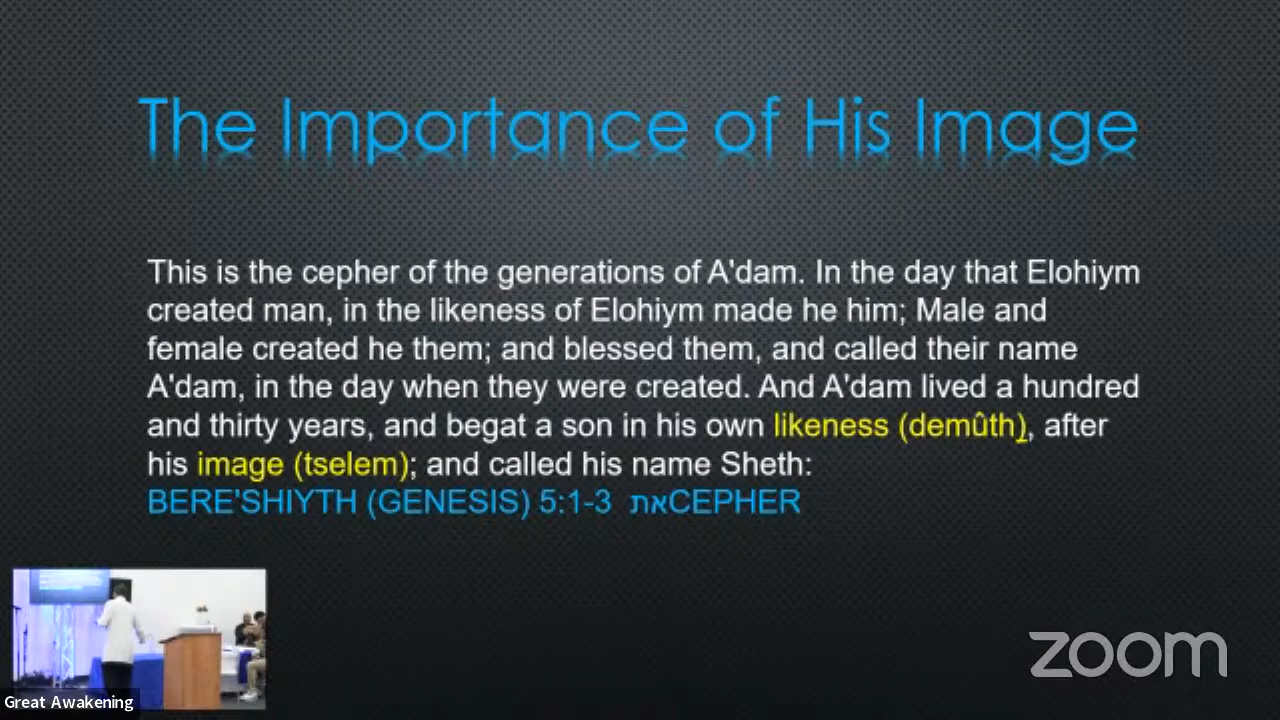 The Importance of His Image
This is the cepher of the generations of A'dam. In the day that Elohiym
created man, in the likeness of Elohiym made he him; Male and
female created he them; and blessed them, and called their name
A'dam, in the day when they were created. And A'dam lived a hundred
and thirty years, and begat a son in his own likeness (demûth), after
his image (tselem); and called his name Sheth:
BERE'SHIYTH (GENESIS) 5:1-3 אתCEPHER
Great Awakening
zoom